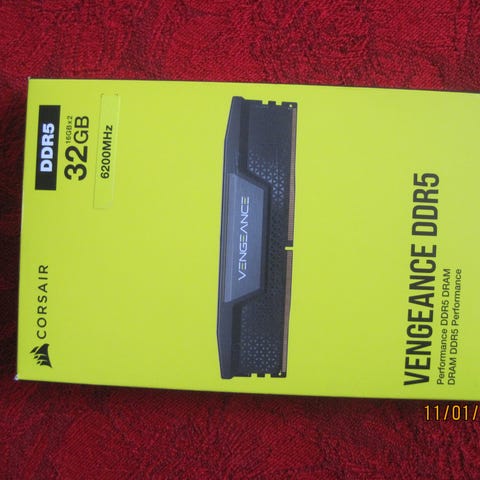 CORSAIR
DDR5
16GBx2
32GB
6200MHz
VENGEANCE
VENGEANCE DDR5
Performance DDR5 DRAM
DRAM DDR5 Performance
11/01/